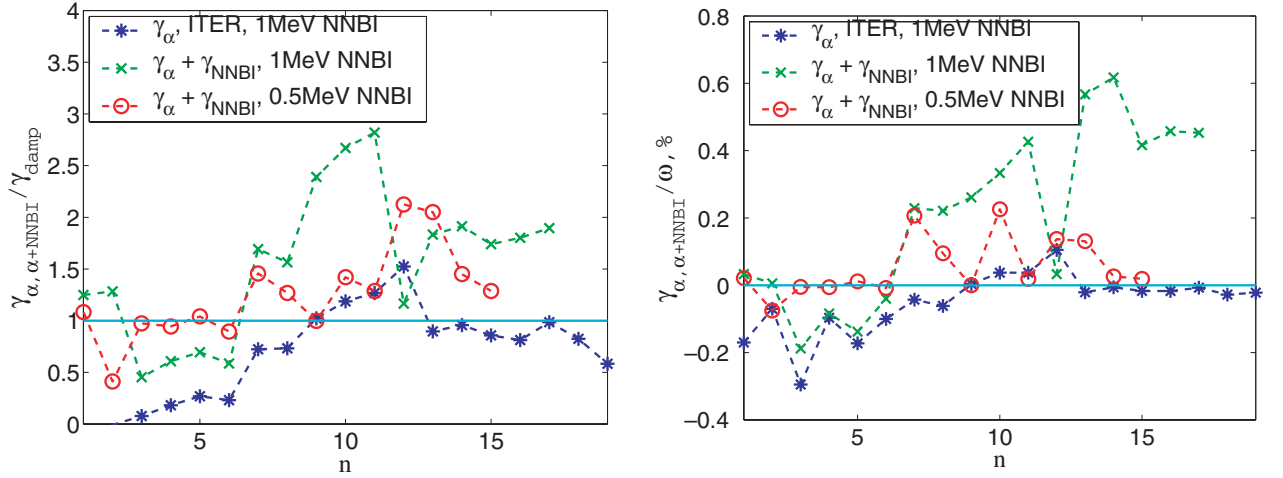 γα, ITER, 1MeV NNBI
γα + γNNBI, 1MeV NNBI
γα + γNNBI, 0.5MeV NNBI
γα, α+NNBI/γdamp
4
3.5
3
2.5
2
1.5
1
0.5
0
5
10
15
n
γα, ITER, 1MeV NNBI
γα + γNNBI, 1MeV NNBI
γα + γNNBI, 0.5MeV NNBI
γα, α+NNBI/ω, %
0.8
0.6
0.4
0.2
0
−0.2
−0.4
5
10
15
n